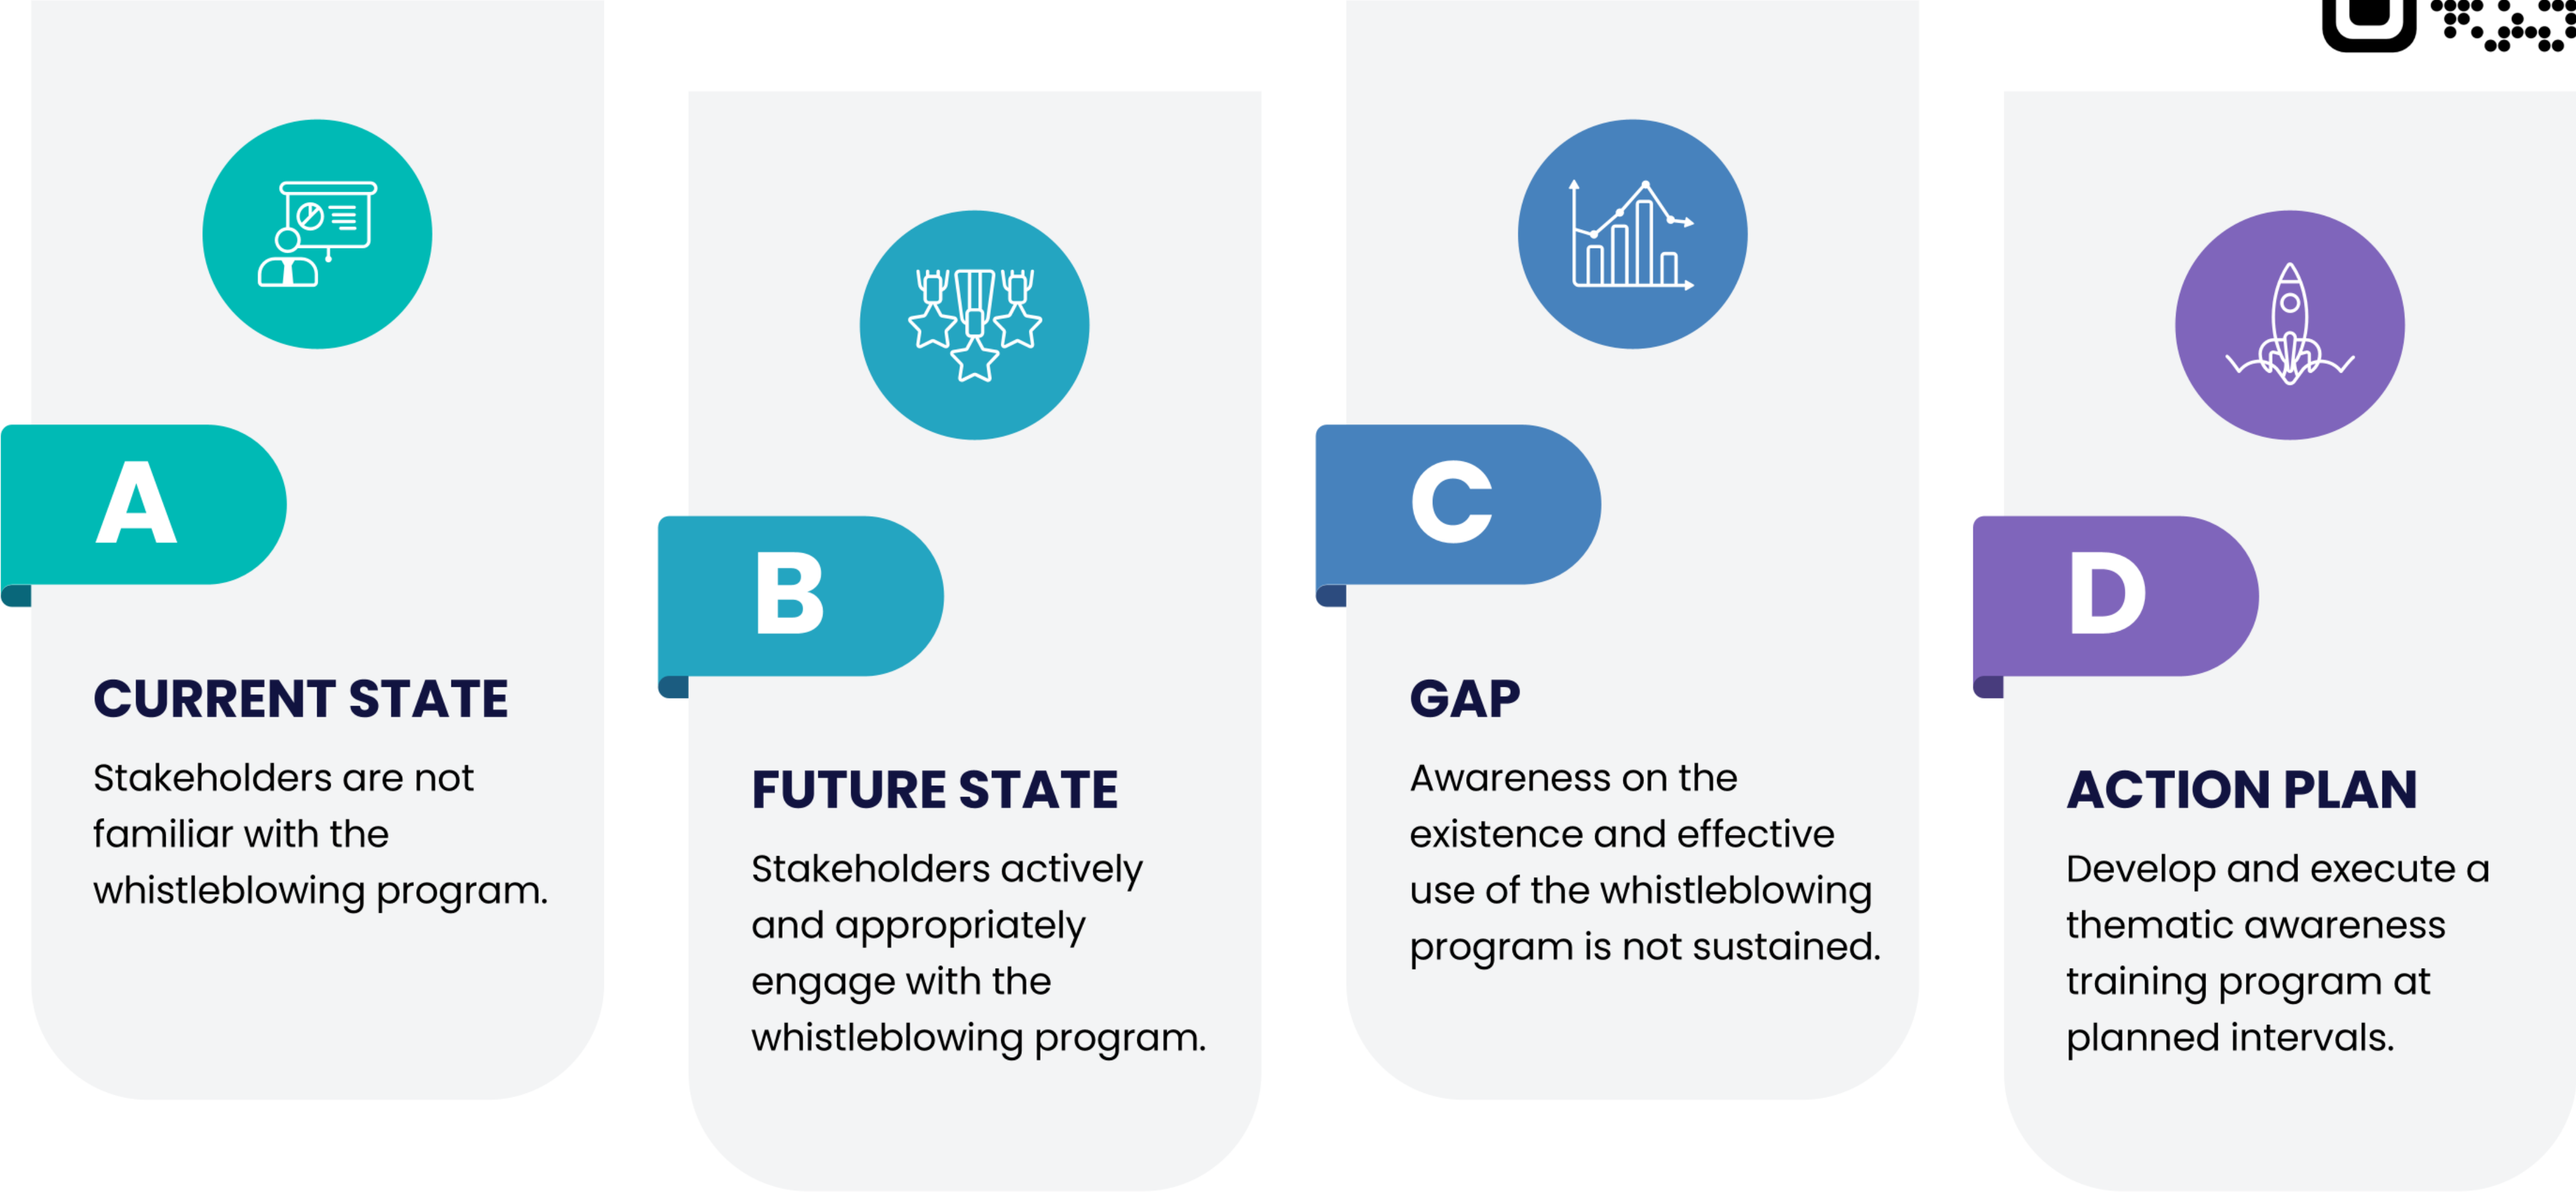 A
CURRENT STATE
Stakeholders are not
familiar with the
whistleblowing program.
B
FUTURE STATE
Stakeholders actively
and appropriately
engage with the
whistleblowing program.
C
GAP
Awareness on the
existence and effective
use of the whistleblowing
program is not sustained.
D
ACTION PLAN
Develop and execute a
thematic awareness
training program at
planned intervals.